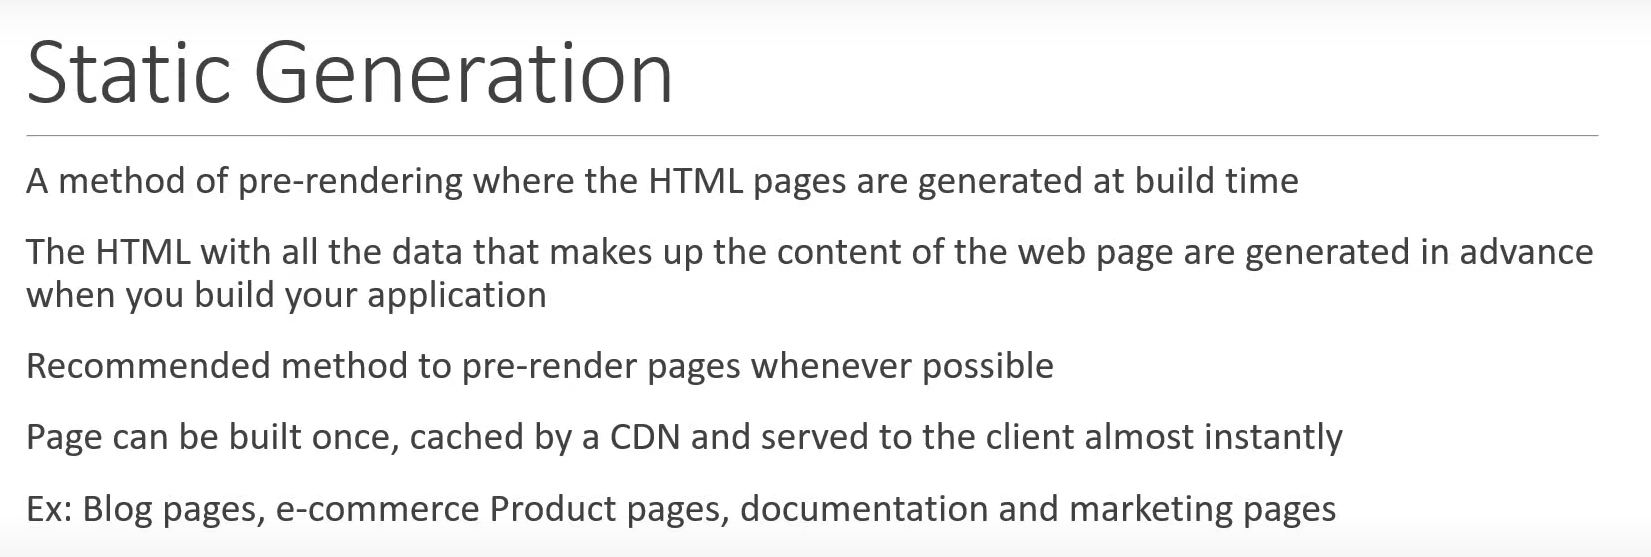 Static Generation
A method of pre-rendering where the HTML pages are generated at build time
The HTML with all the data that makes up the content of the web page are generated in advance
when you build your application
Recommended method to pre-render pages whenever possible
Page can be built once, cached by a CDN and served to the client almost instantly
Ex: Blog pages, e-commerce Product pages, documentation and marketing pages